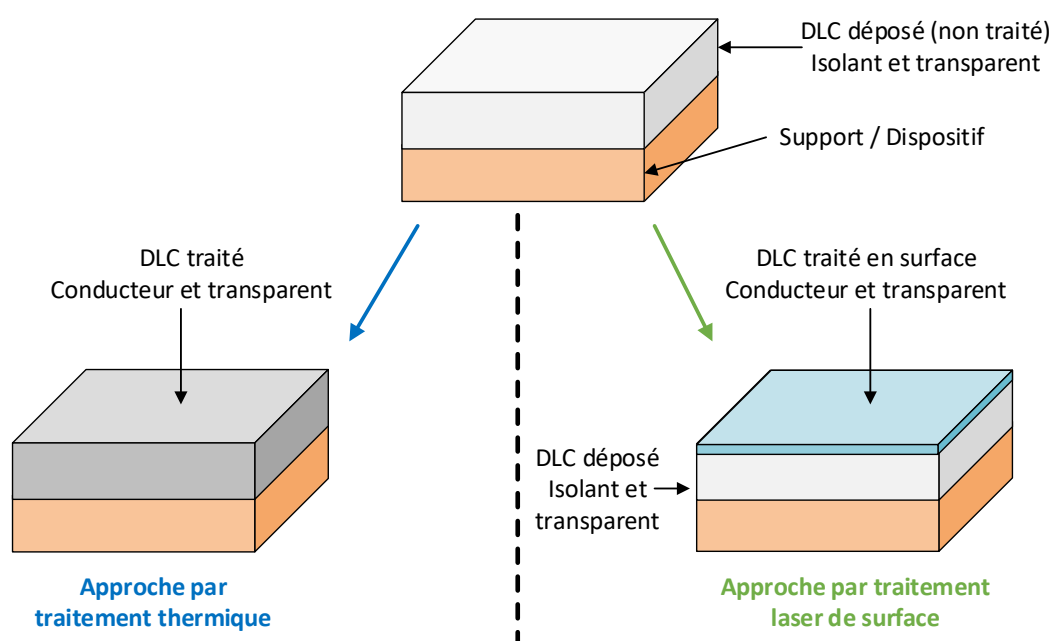 DLC déposé (non traité)
Isolant et transparent
Support / Dispositif
DLC traité
Conducteur et transparent
DLC traité en surface
Conducteur et transparent
DLC déposé
Isolant et
transparent
Approche par
traitement thermique
Approche par traitement
laser de surface